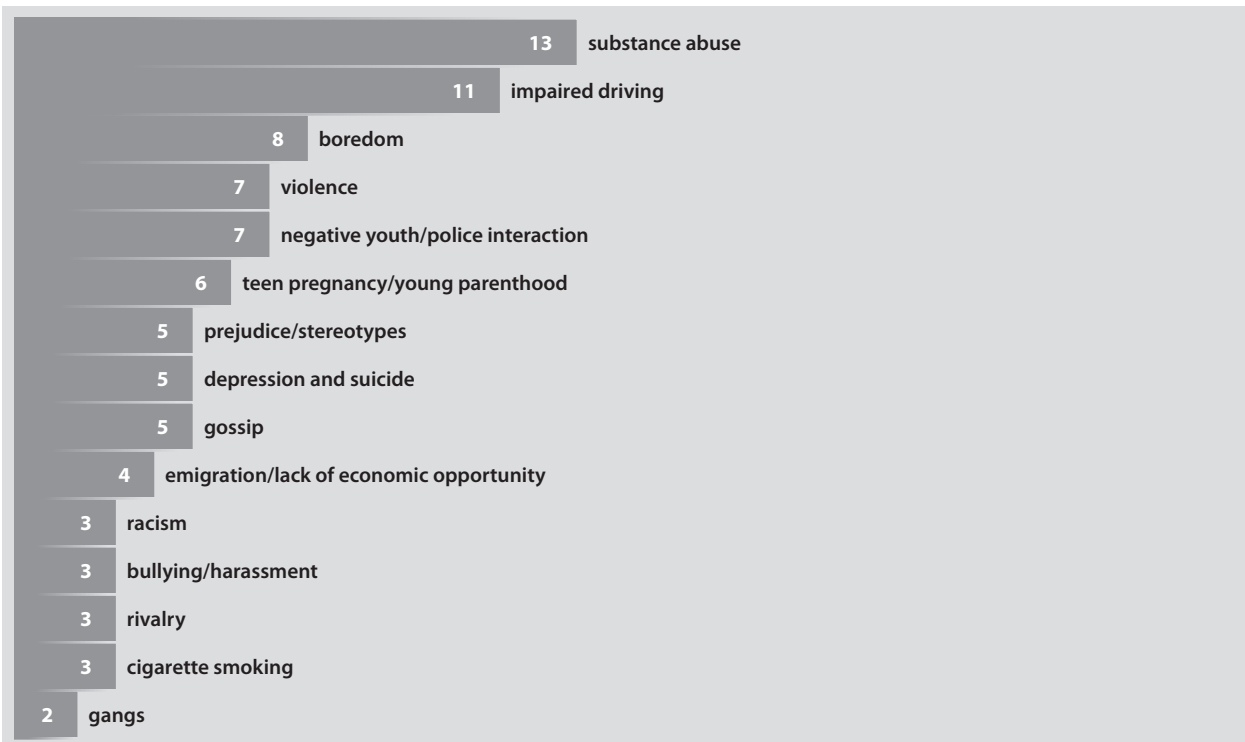 13 substance abuse
11 impaired driving
8 boredom
7 violence
7 negative youth/police interaction
6 teen pregnancy/young parenthood
5 prejudice/stereotypes
5 depression and suicide
5 gossip
4 emigration/lack of economic opportunity
3 racism
3 bullying/harassment
3 rivalry
3 cigarette smoking
2 gangs